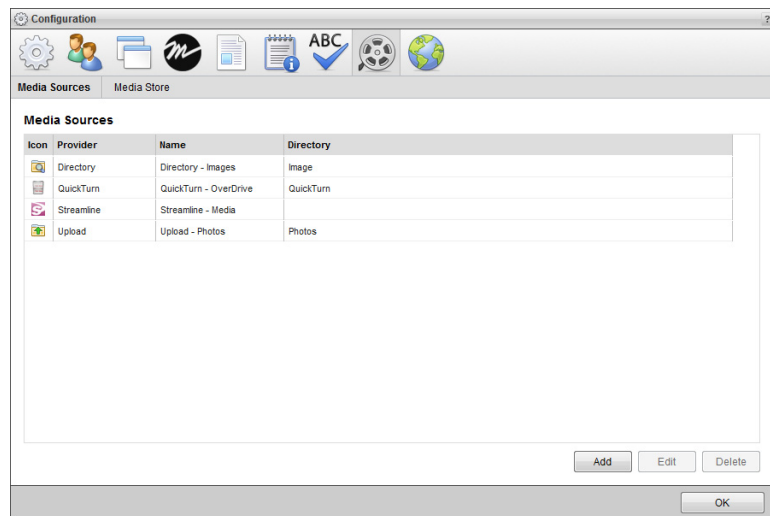 Configuration ?
ABC
Media Sources Media Store
Media Sources
Icon Provider Name Directory
Directory Directory - Images Image
QuickTurn QuickTurn - OverDrive QuickTurn
Streamline Streamline - Media
Upload Upload - Photos Photos
Add Edit Delete
OK